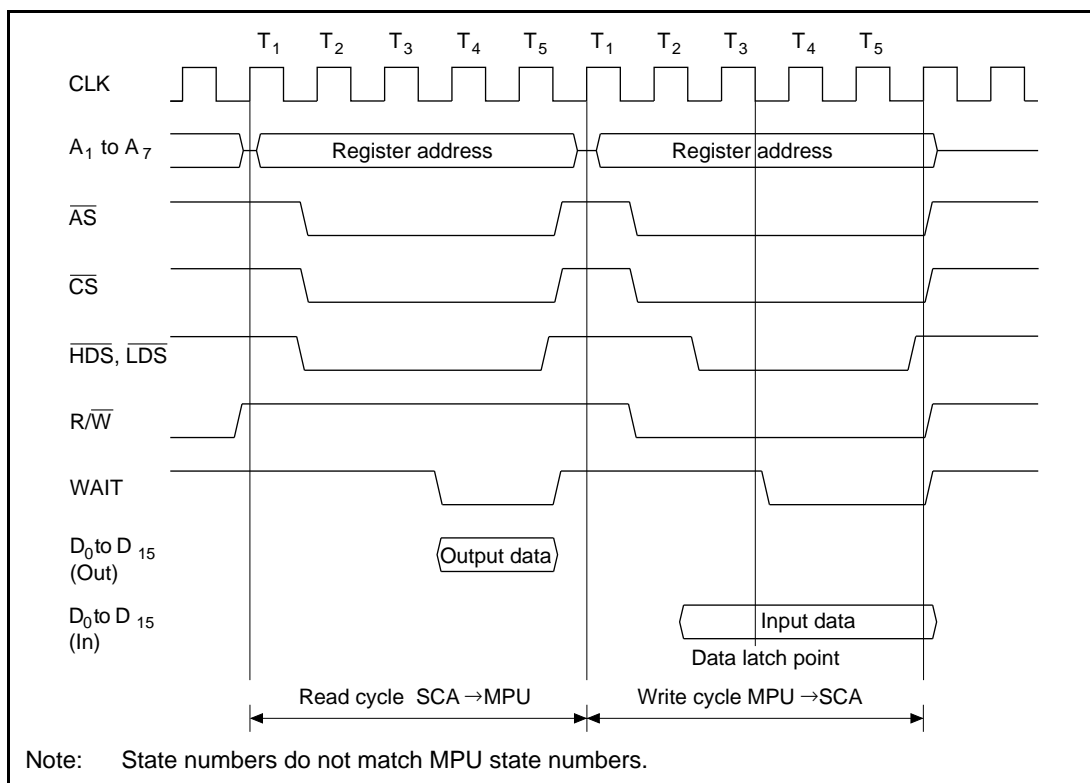 T1 T2 T3 T4 T5 T1 T2 T3 T4 T5
CLK
A1 to A7 Register address Register address
AS
CS
HDS, LDS
R/W
WAIT
D0 to D 15 Output data
(Out)
D0 to D 15 Input data
(In)
Data latch point
Read cycle SCA →MPU Write cycle MPU →SCA
Note: State numbers do not match MPU state numbers.